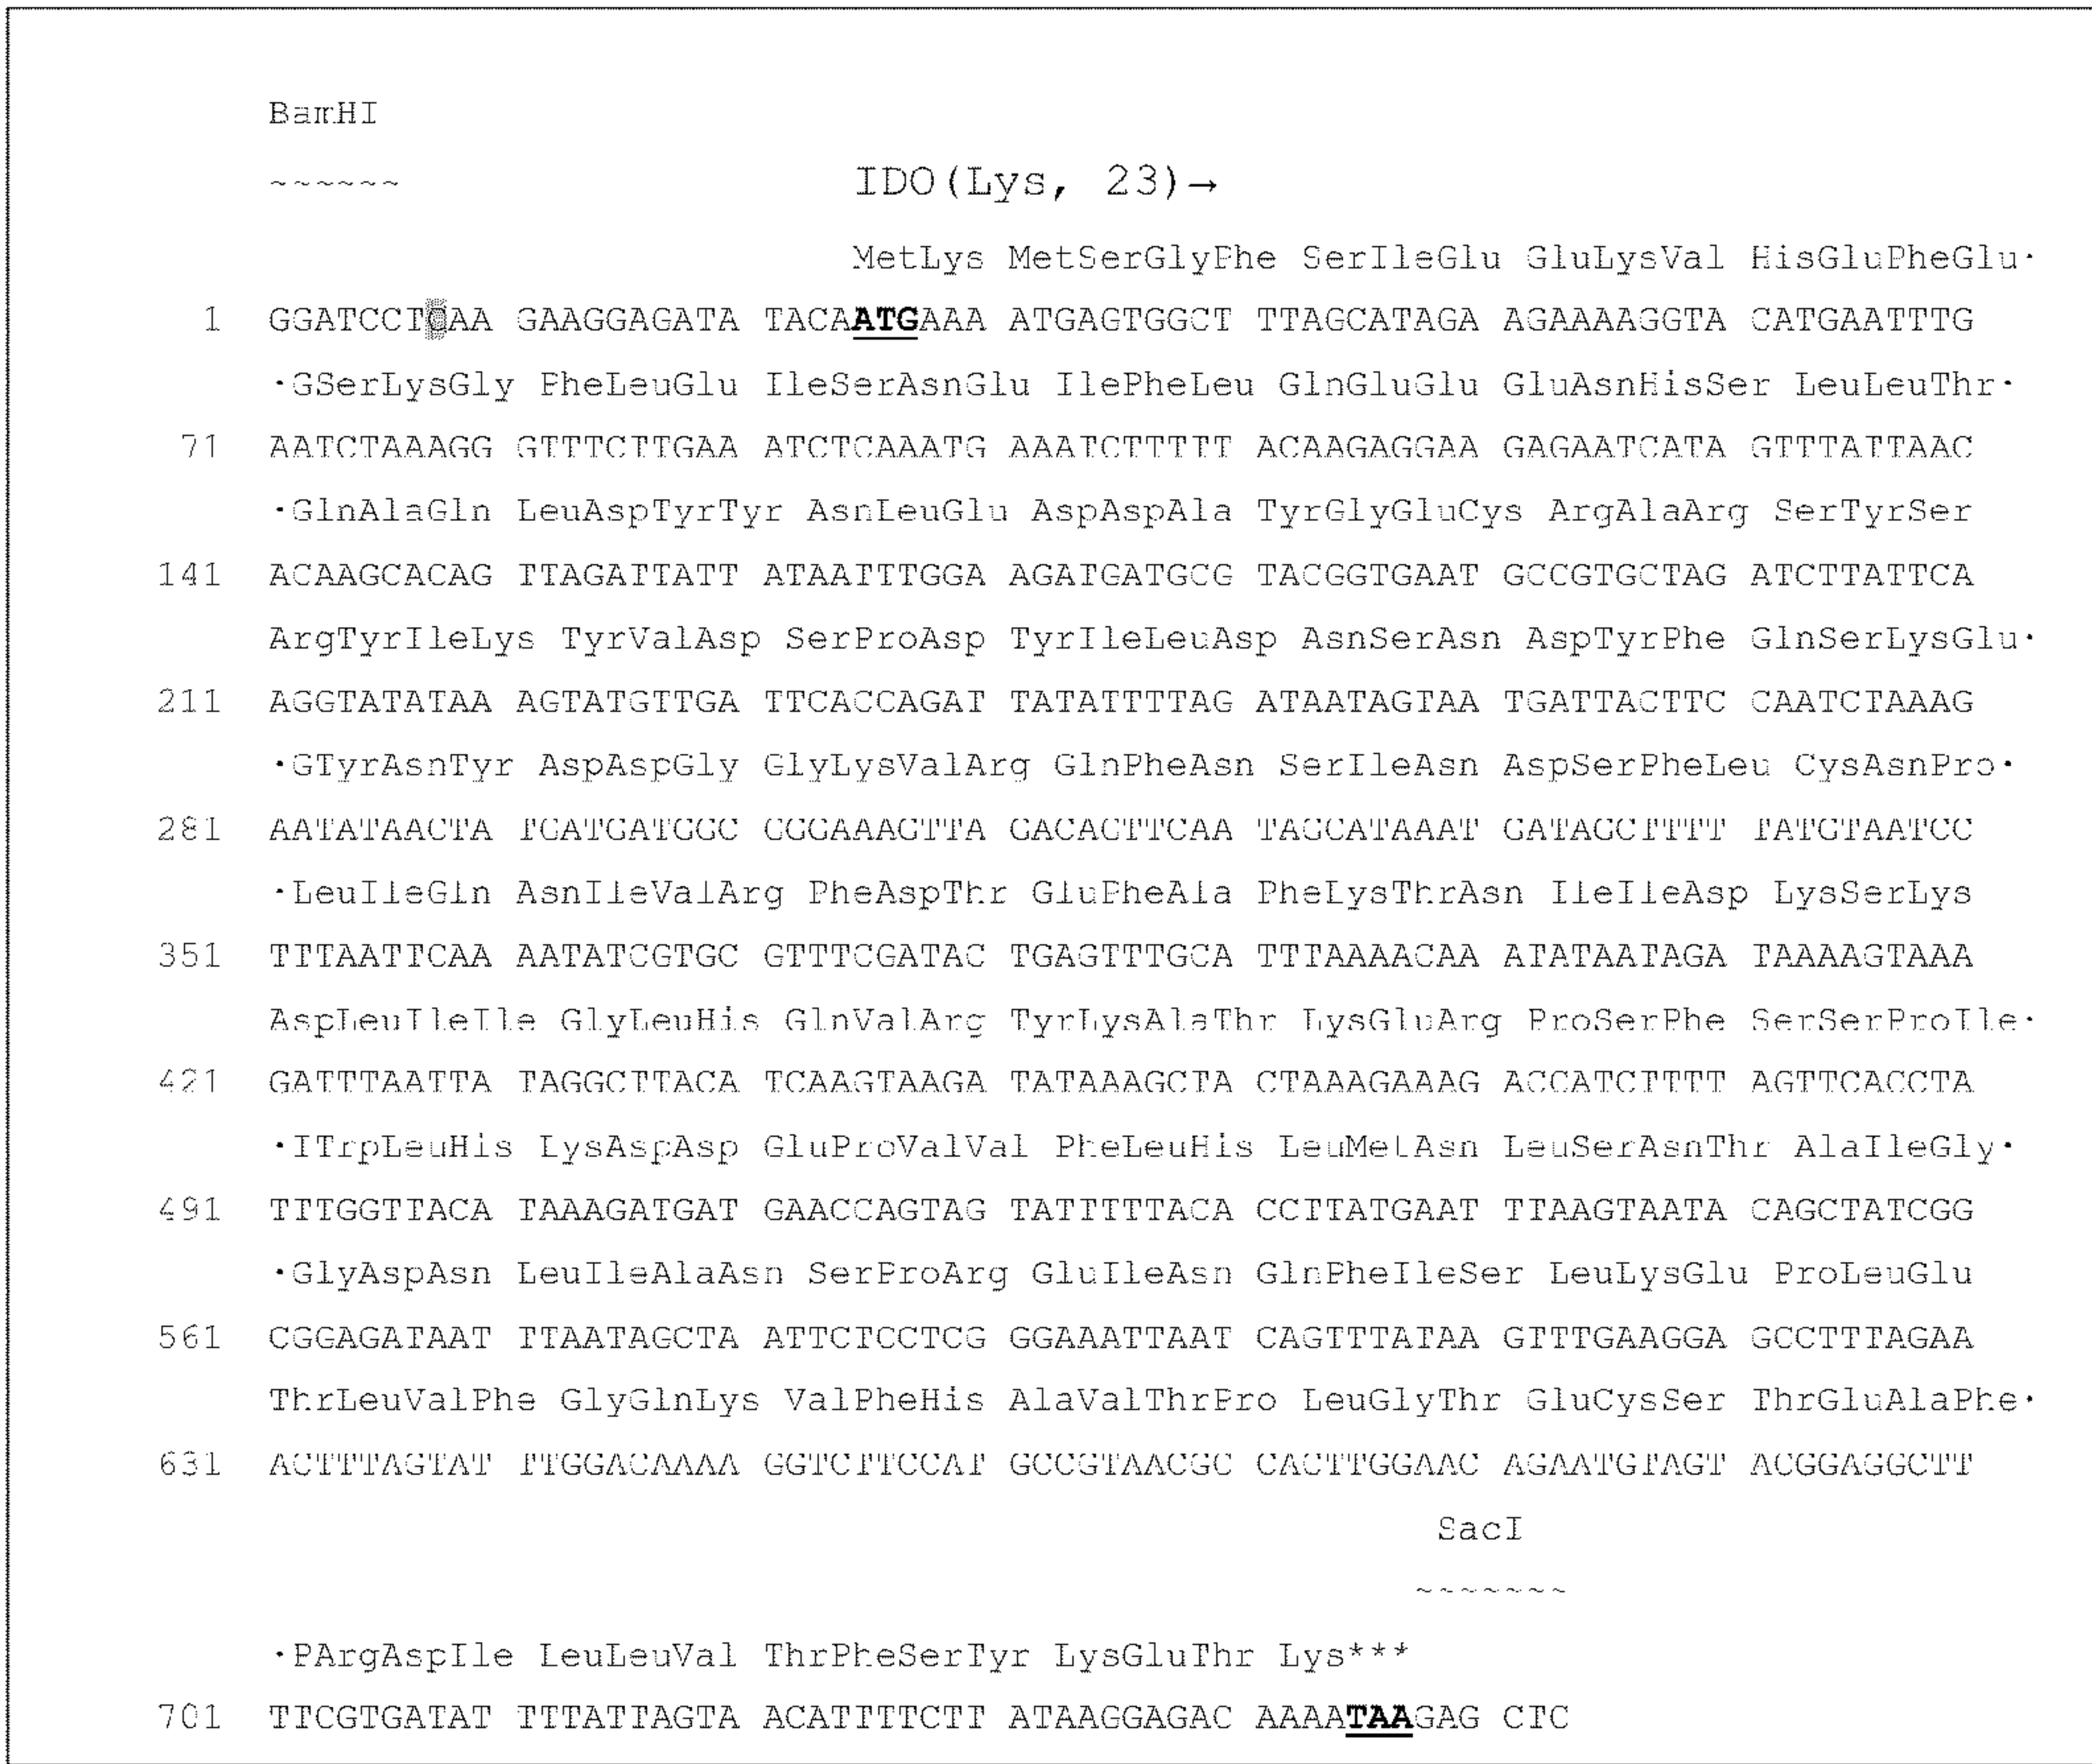 BamHI
~~~~~~ IDO(Lys, 23)→
MetLys MetSerGlyPhe SerIleGlu GluLysVal HisGluPheGlu·
1 GGATCCTCAA GAAGGAGATA TACAATGAAA ATGAGTGGCT TTAGCATAGA AGAAAAGGTA CATGAATTTG
·GSerLysGly PheLeuGlu IleSerAsnGlu IlePheLeu GlnGluGlu GluAsnHisSer LeuLeuThr·
71 AATCTAAAGG GTTTCTTGAA ATCTCAAATG AAATCTTTTT ACAAGAGGAA GAGAATCATA GTTTATTAAC
·GlnAlaGln LeuAspTyrTyr AsnLeuGlu AspAspAla TyrGlyGluCys ArgAlaArg SerTyrSer
141 ACAAGCACAG TTAGATTATT ATAATTTGGA AGATGATGCG TACGGTGAAT GCCGTGCTAG ATCTTATTCA
ArgTyrIleLys TyrValAsp SerProAsp TyrIleLeuAsp AsnSerAsn AspTyrPhe GlnSerLysGlu·
211 AGGTATATAA AGTATGTTGA TTCACCAGAT TATATTTTAG ATAATAGTAA TGATTACTTC CAATCTAAAG
·GTyrAsnTyr AspAspGly GlyLysValArg GlnPheAsn SerIleAsn AspSerPheLeu CysAsnPro·
281 AATATAACTA TGATGATGGC GGGAAAGTTA GACAGTTCAA TAGCATAAAT GATAGCTTTT TATGTAATCC
·LeuIleGln AsnIleValArg PheAspThr GluPheAla PheLysThrAsn IleIleAsp LysSerLys
351 TTTAATTCAA AATATCGTGC GTTTCGATAC TGAGTTTGCA TTTAAAACAA ATATAATAGA TAAAAGTAAA
AspLeuIleIle GlyLeuHis GlnValArg TyrLysAlaThr LysGluArg ProSerPhe SerSerProIle·
421 GATTTAATTA TAGGCTTACA TCAAGTAAGA TATAAAGCTA CTAAAGAAAG ACCATCTTTT AGTTCACCTA
·ITrpLeuHis LysAspAsp GluProValVal PheLeuHis LeuMetAsn LeuSerAsnThr AlaIleGly·
491 TTTGGTTACA TAAAGATGAT GAACCAGTAG TATTTTTACA CCTTATGAAT TTAAGTAATA CAGCTATCGG
·GlyAspAsn LeuIleAlaAsn SerProArg GluIleAsn GlnPheIleSer LeuLysGlu ProLeuGlu
561 CGGAGATAAT TTAATAGCTA ATTCTCCTCG GGAAATTAAT CAGTTTATAA GTTTGAAGGA GCCTTTAGAA
ThrLeuValPhe GlyGlnLys ValPheHis AlaValThrPro LeuGlyThr GluCysSer ThrGluAlaPhe·
631 ACTTTAGTAT TTGGACAAAA GGTCTTCCAT GCCGTAACGC CACTTGGAAC AGAATGTAGT ACGGAGGCTT
SacI
~~~~~~~
·PArgAspIle LeuLeuVal ThrPheSerTyr LysGluThr Lys***
701 TTCGTGATAT TTTATTAGTA ACATTTTCTT ATAAGGAGAC AAAATAAGAG CTC